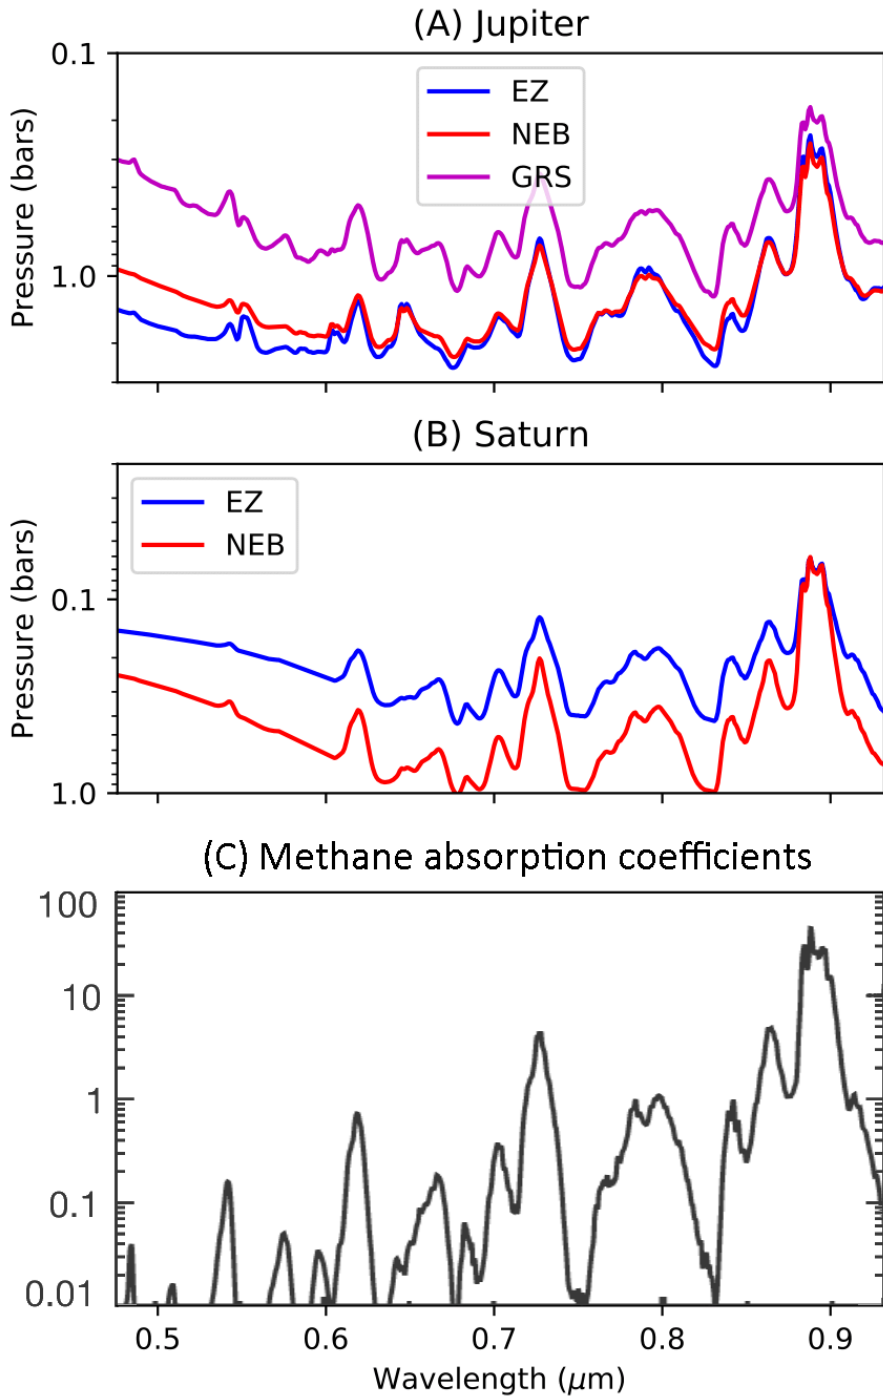 (A) Jupiter
0.1
1.0
Pressure (bars)
EZ
NEB
GRS
(B) Saturn
0.1
1.0
Pressure (bars)
EZ
NEB
(C) Methane absorption coefficients
100
10
1
0.1
0.01
0.5 0.6 0.7 0.8 0.9
Wavelength (μm)